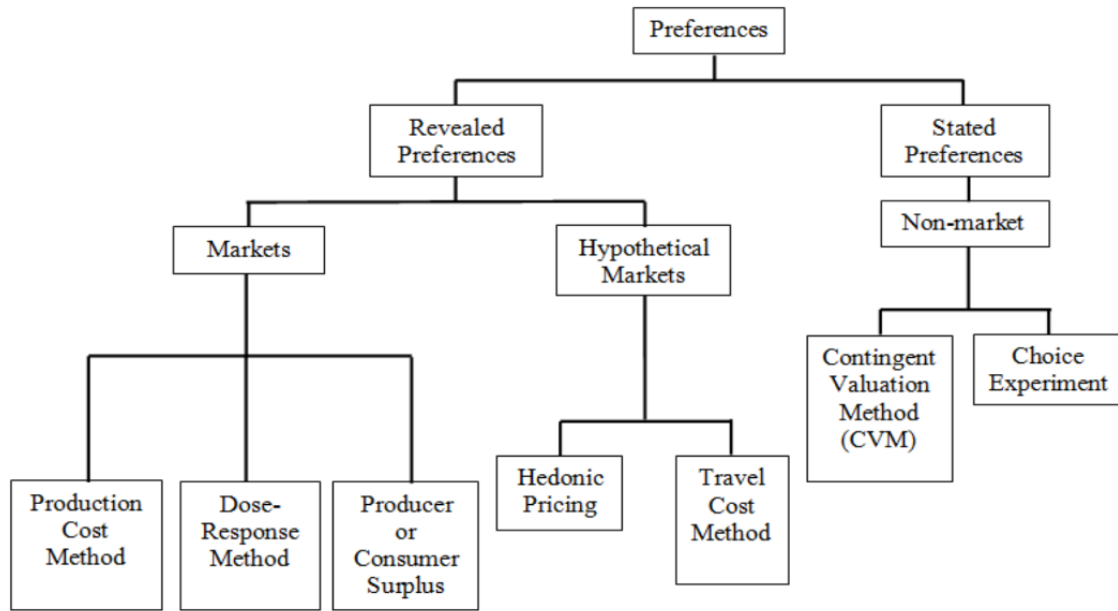 Preferences
Revealed
Preferences
Stated
Preferences
Markets
Hypothetical
Markets
Non-market
Contingent
Valuation
Method
(CVM)
Choice
Experiment
Production
Cost
Method
Dose-
Response
Method
Producer
or
Consumer
Surplus
Hedonic
Pricing
Travel
Cost
Method